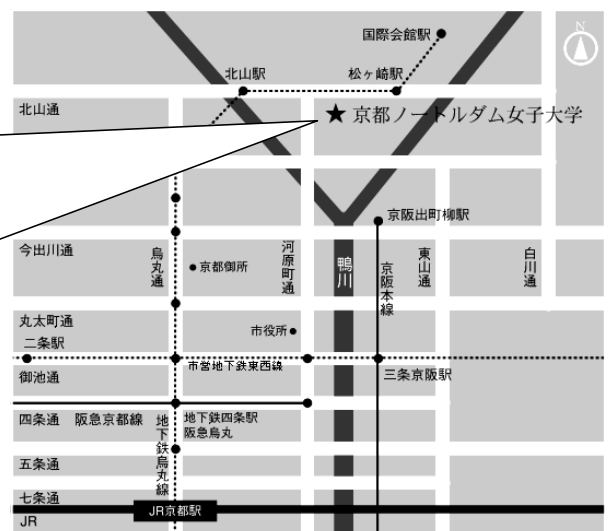 国際会館駅
N
北山駅
松ヶ崎駅
北山通
★ 京都ノートルダム女子大学
京阪出町柳駅
今出川通
烏丸通
●京都御所
河原町通
鴨川
京阪本線
東山通
白川通
丸太町通
市役所●
二条駅
市営地下鉄東西線
御池通
三条京阪駅
四条通
阪急京都線
地下鉄烏丸線
地下鉄四条駅
阪急烏丸
五条通
七条通
JR京都駅
JR